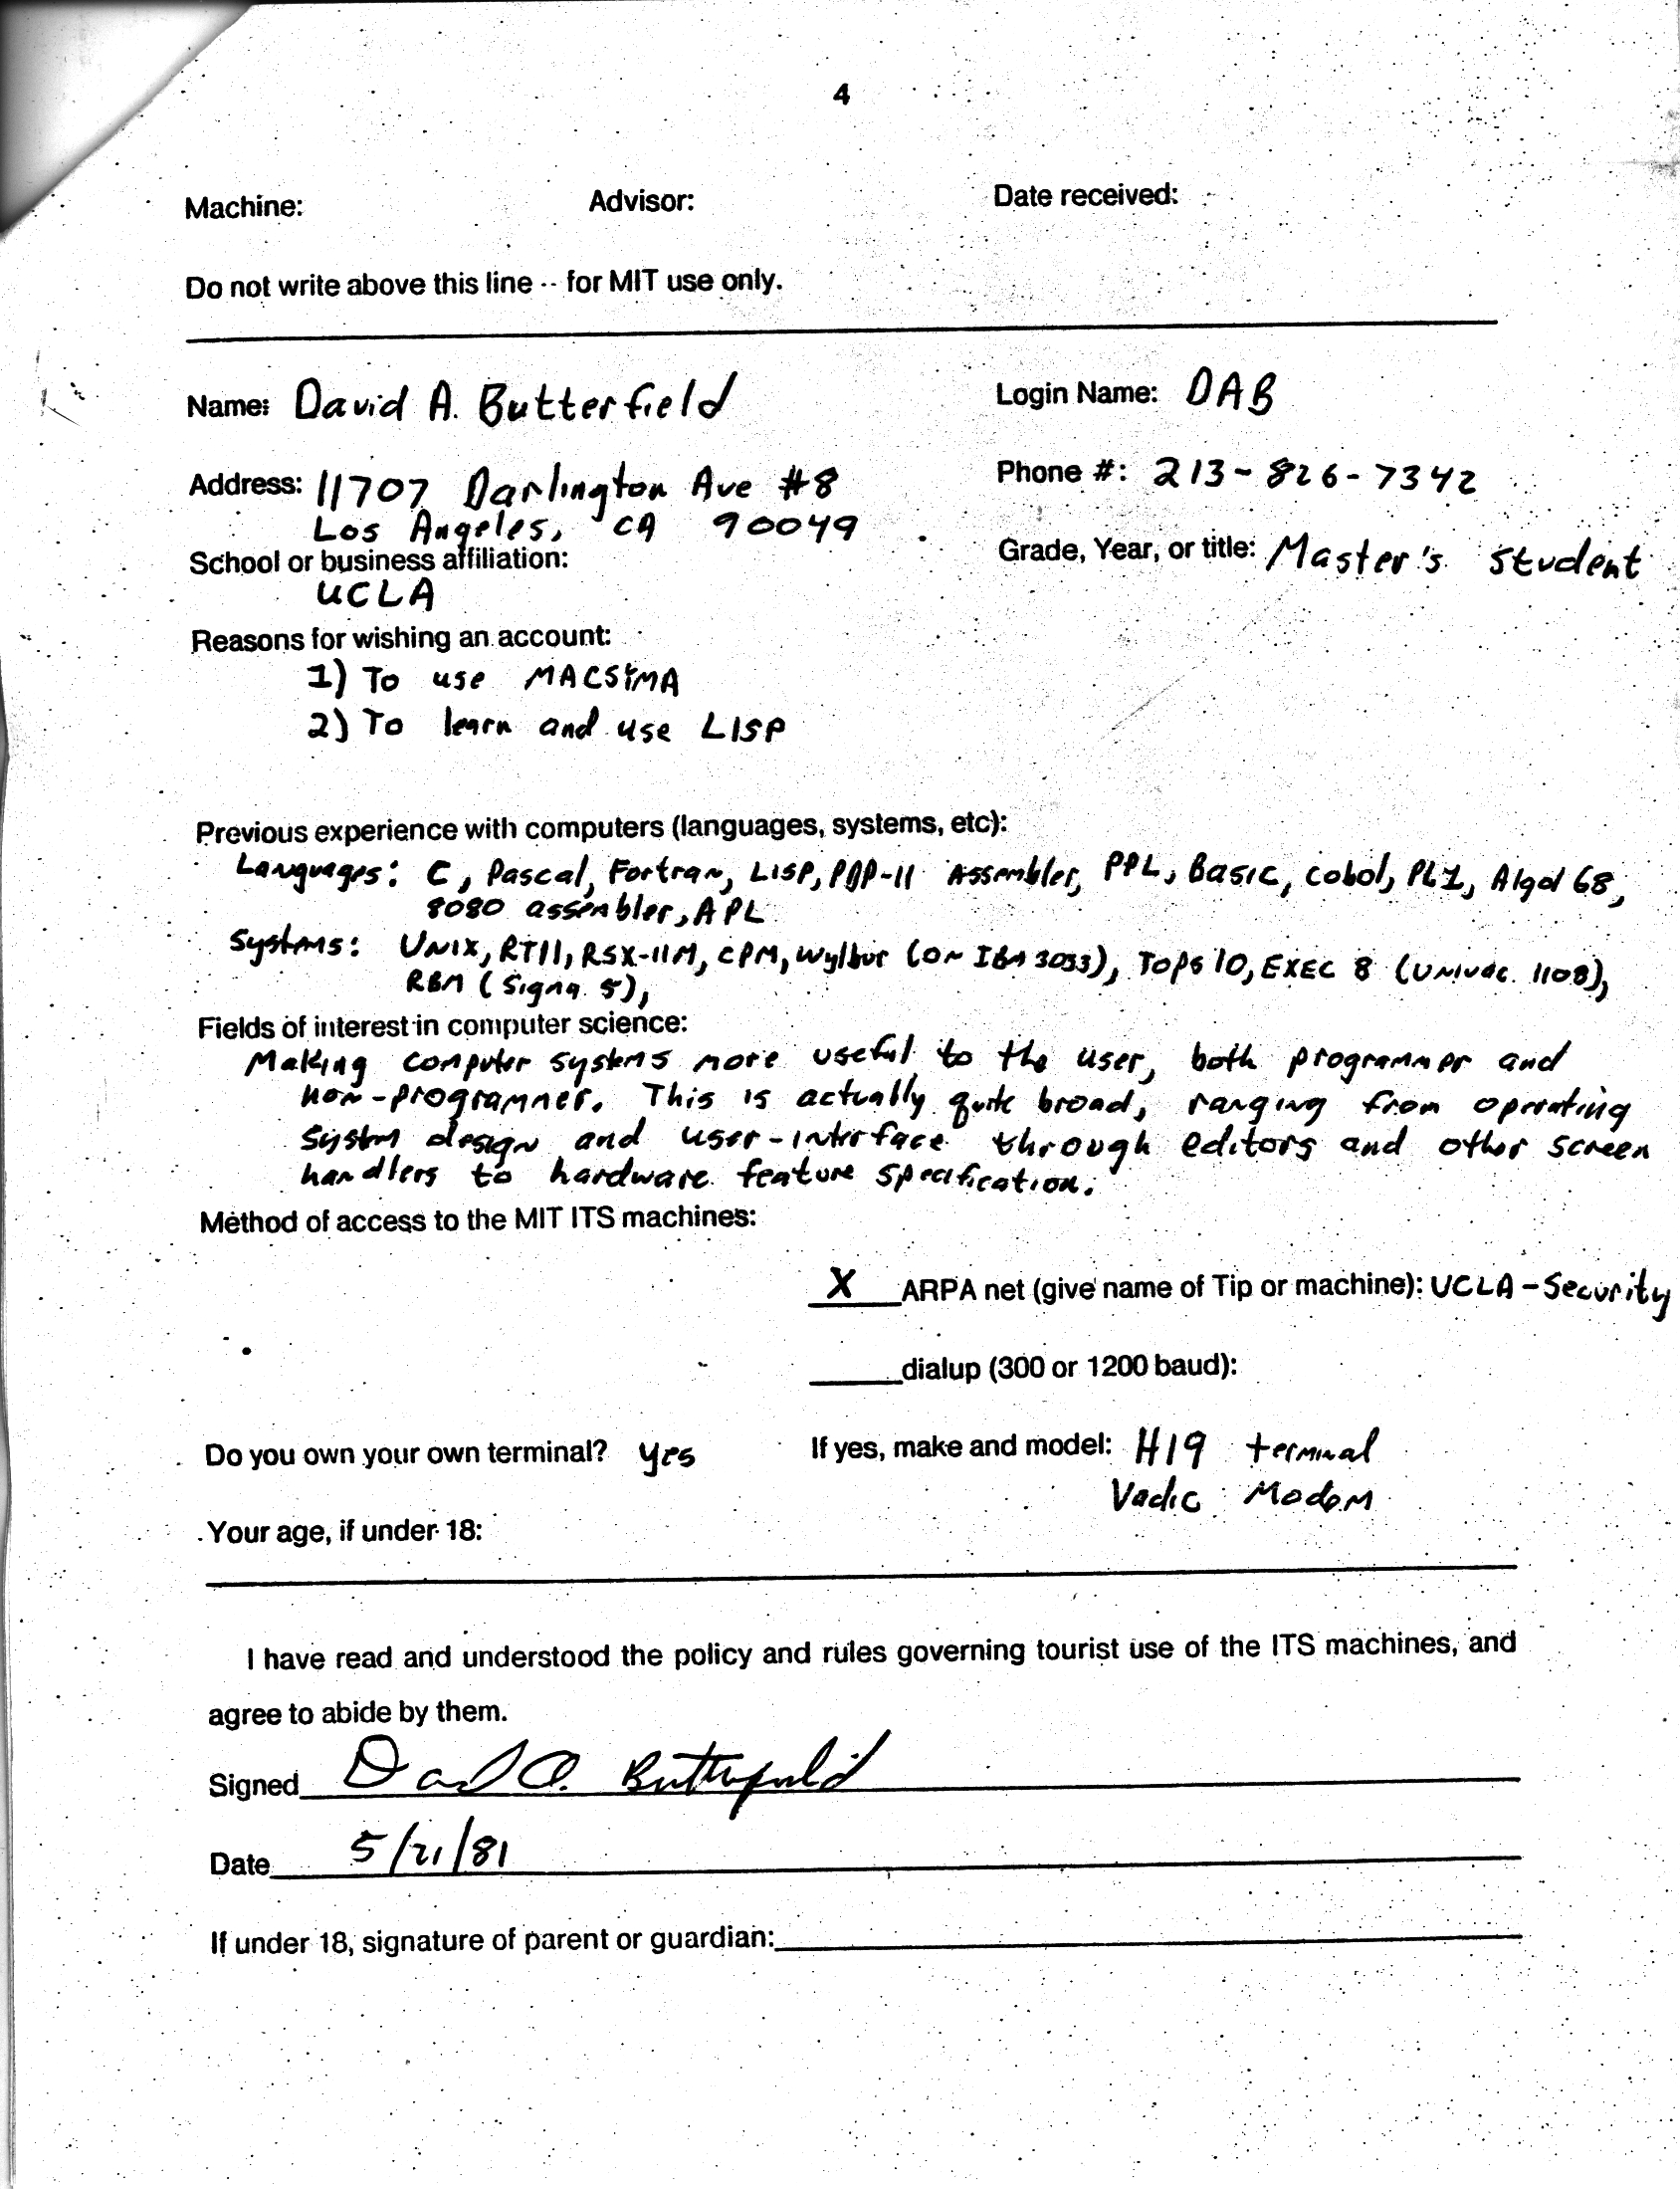 4
Machine: Advisor: Date received:
Do not write above this line -- for MIT use only.
Name: David A. Butterfield Login Name: DAB
Address: 11707 Darlington Ave #8 Phone #: 213-826-7342
Los Angeles, CA 90049
School or business affiliation: Grade, Year, or title: Master's student
UCLA
Reasons for wishing an account:
1) To use MACSYMA
2) To learn and use LISP
Previous experience with computers (languages, systems, etc):
Languages: C, Pascal, Fortran, LISP, PDP-11 Assembler, PPL, Basic, Cobol, PL1, Algol 68,
8080 assembler, APL
Systems: UNIX, RT11, RSX-11M, CPM, Wylbur (on IBM 3033), Tops 10, EXEC 8 (Univac 1108),
RBM (Sigma 5),
Fields of interest in computer science:
Making computer systems more useful to the user, both programmer and
non-programmer. This is actually quite broad, ranging from operating
system design and user-interface through editors and other screen
handlers to hardware feature specification.
Method of access to the MIT ITS machines:
X ARPA net (give name of Tip or machine): UCLA-Security
dialup (300 or 1200 baud):
Do you own your own terminal? yes If yes, make and model: H19 terminal
Vadic Modem
Your age, if under 18:
I have read and understood the policy and rules governing tourist use of the ITS machines, and
agree to abide by them.
Signed David A. Butterfield
Date 5/21/81
If under 18, signature of parent or guardian: